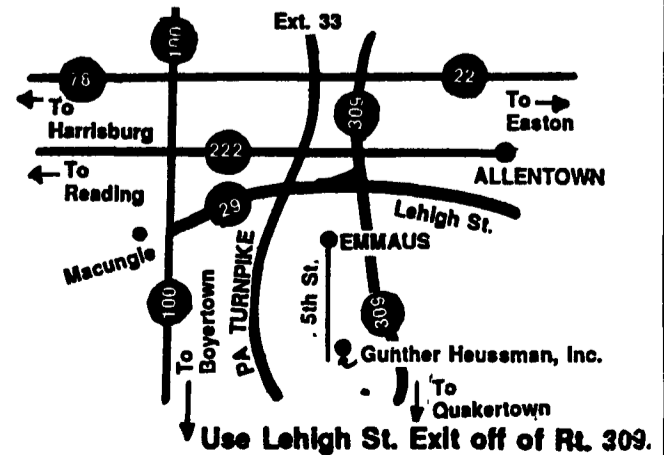 Ext. 33
100
78
22
To
Harrisburg
To
Easton
309
222
ALLENTOWN
To
Reading
29
Lehigh St.
Macungie
EMMAUS
100
To
Boyertown
PA TURNPIKE
5th St.
309
Gunther Heussman, Inc.
To
Quakertown
Use Lehigh St. Exit off of Rt. 309.